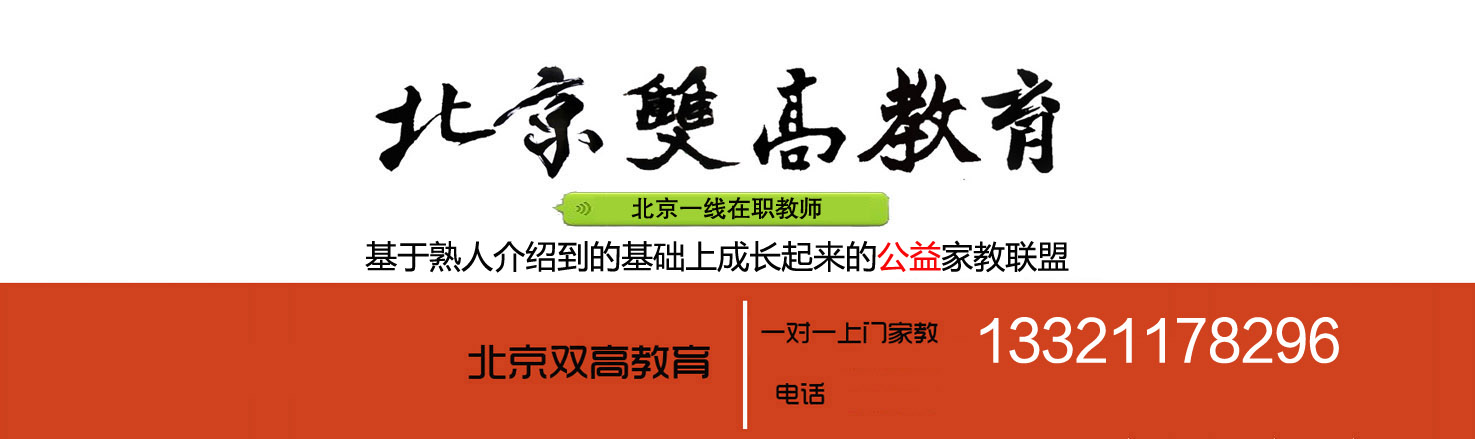 北京雙高教育
北京一线在职教师
基于熟人介绍到的基础上成长起来的公益家教联盟
北京双高教育
一对一上门家教
13321178296
电话